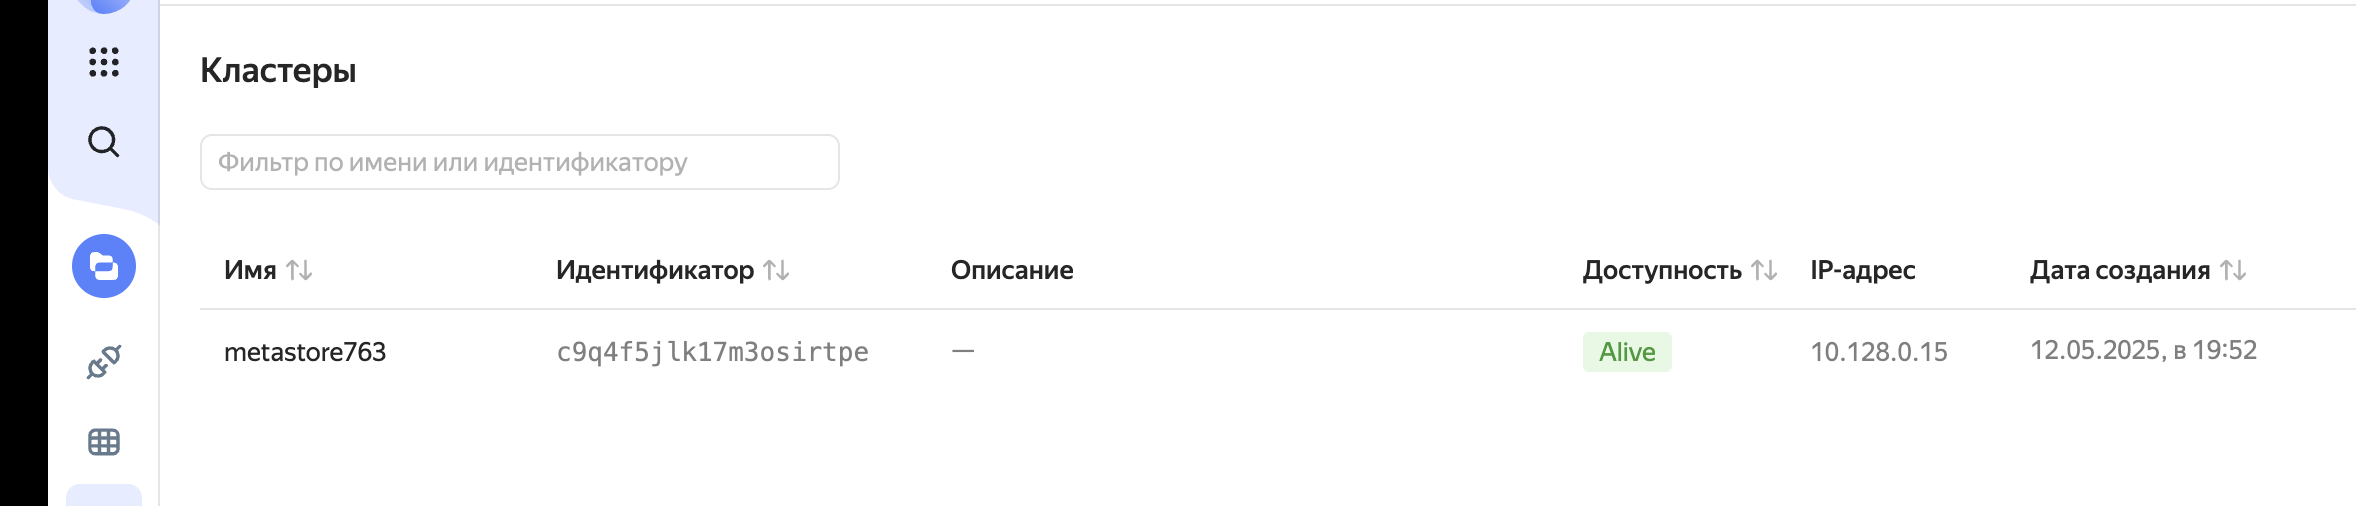 Кластеры
Фильтр по имени или идентификатору
Имя Идентификатор Описание Доступность IP-адрес Дата создания
metastore763 c9q4f5jlk17m3osirtpe — Alive 10.128.0.15 12.05.2025, в 19:52